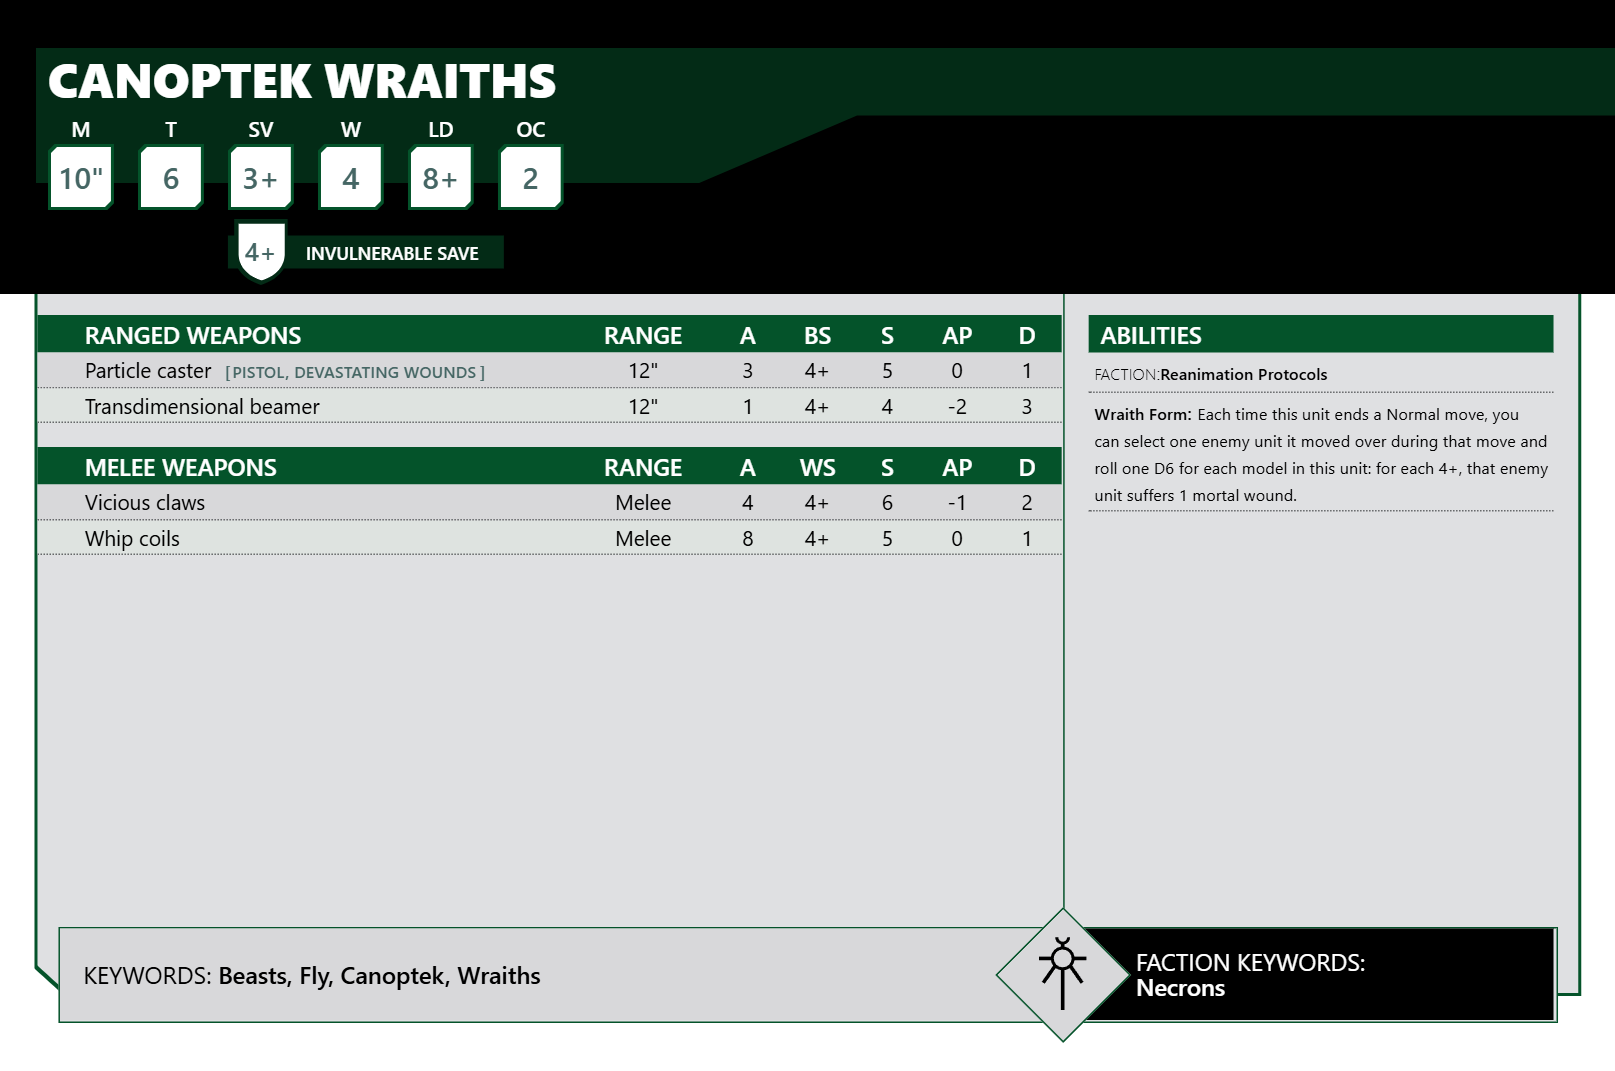 CANOPTEK WRAITHS
M T SV W LD OC
10" 6 3+ 4 8+ 2
4+ INVULNERABLE SAVE
RANGED WEAPONS RANGE A BS S AP D
Particle caster [PISTOL, DEVASTATING WOUNDS] 12" 3 4+ 5 0 1
Transdimensional beamer 12" 1 4+ 4 -2 3
MELEE WEAPONS RANGE A WS S AP D
Vicious claws Melee 4 4+ 6 -1 2
Whip coils Melee 8 4+ 5 0 1
ABILITIES
FACTION:Reanimation Protocols
Wraith Form: Each time this unit ends a Normal move, you
can select one enemy unit it moved over during that move and
roll one D6 for each model in this unit: for each 4+, that enemy
unit suffers 1 mortal wound.
KEYWORDS: Beasts, Fly, Canoptek, Wraiths
FACTION KEYWORDS:
Necrons